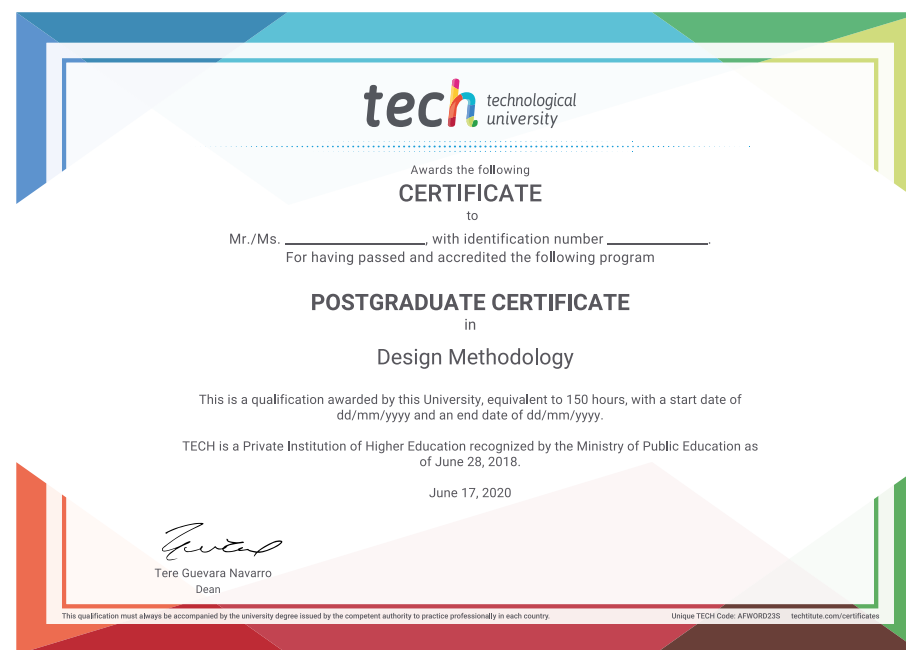 tech technological
university
Awards the following
CERTIFICATE
to
Mr./Ms. ____________, with identification number ____________.
For having passed and accredited the following program
POSTGRADUATE CERTIFICATE
in
Design Methodology
This is a qualification awarded by this University, equivalent to 150 hours, with a start date of
dd/mm/yyyy and an end date of dd/mm/yyyy.
TECH is a Private Institution of Higher Education recognized by the Ministry of Public Education as
of June 28, 2018.
June 17, 2020
Tere Guevara Navarro
Dean
This qualification must always be accompanied by the university degree issued by the competent authority to practice professionally in each country.
Unique TECH Code: AFWORD23S techtitute.com/certificates